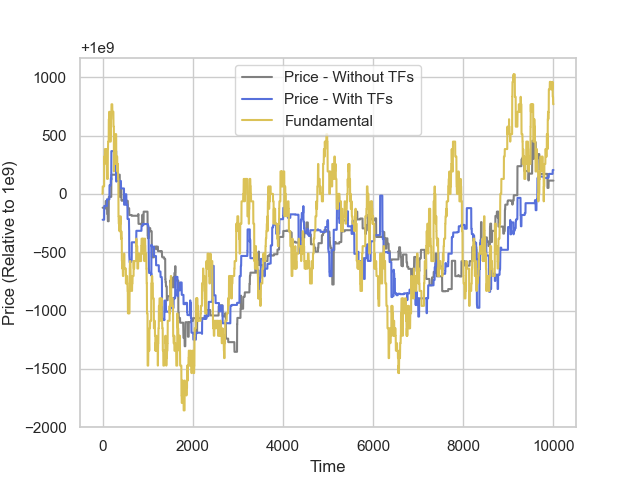 +1e9
Price - Without TFs
Price - With TFs
Fundamental
Price (Relative to 1e9)
1000
500
0
−500
−1000
−1500
−2000
0 2000 4000 6000 8000 10000
Time